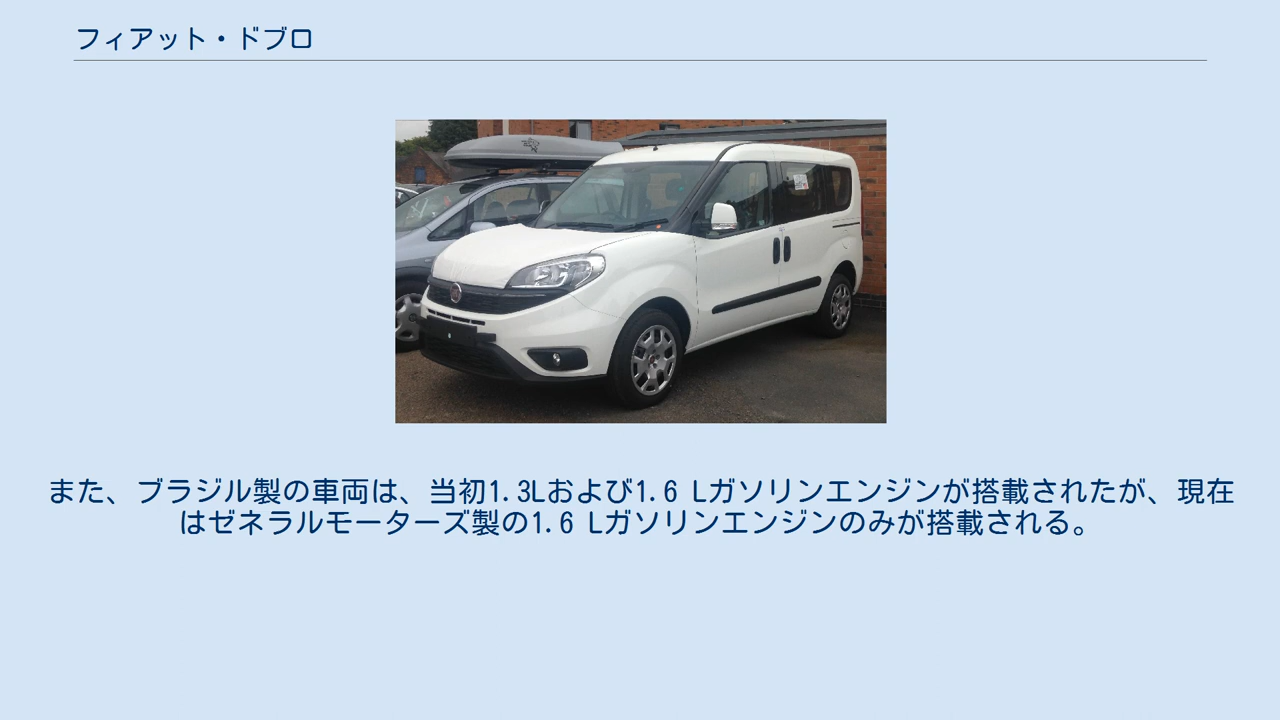 フィアット・ドブロ
また、ブラジル製の車両は、当初1.3Lおよび1.6 Lガソリンエンジンが搭載されたが、現在
はゼネラルモーターズ製の1.6 Lガソリンエンジンのみが搭載される。